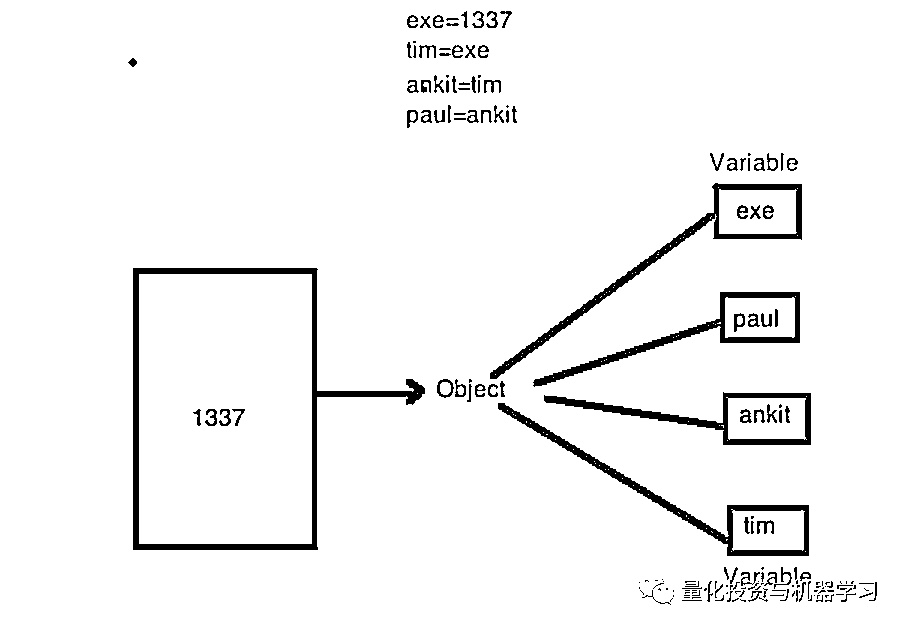 exe=1337
tim=exe
ankit=tim
paul=ankit
Variable
exe
paul
Object
1337
ankit
tim
Variable
量化投资与机器学习